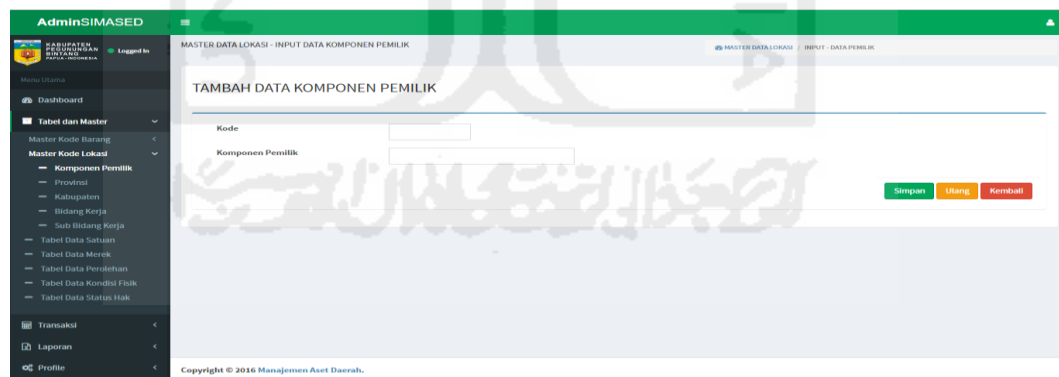 AdminSIMASED
KABUPATEN
PEGUNUNGAN
BINTANG
PAPUA-INDONESIA
Logged In
Menu Utama
Dashboard
Tabel dan Master
Master Kode Barang
Master Kode Lokasi
Komponen Pemilik
Provinsi
Kabupaten
Bidang Kerja
Sub Bidang Kerja
Tabel Data Satuan
Tabel Data Merek
Tabel Data Perolehan
Tabel Data Kondisi Fisik
Tabel Data Status Hak
Transaksi
Laporan
Profile
MASTER DATA LOKASI - INPUT DATA KOMPONEN PEMILIK
MASTER DATA LOKASI / INPUT - DATA PEMILIK
TAMBAH DATA KOMPONEN PEMILIK
Kode
Komponen Pemilik
Simpan Ulang Kembali
Copyright © 2016 Manajemen Aset Daerah.